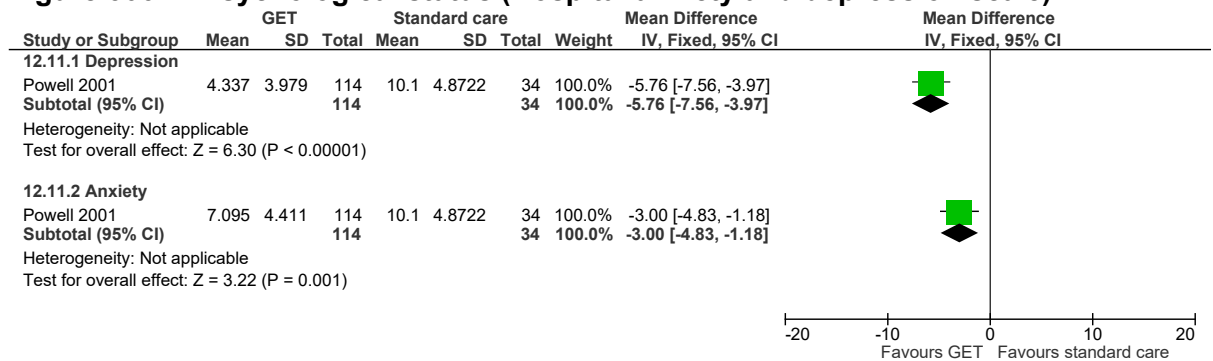 GET Standard care Mean Difference Mean Difference
Study or Subgroup Mean SD Total Mean SD Total Weight IV, Fixed, 95% CI IV, Fixed, 95% CI
12.11.1 Depression
Powell 2001 4.337 3.979 114 10.1 4.8722 34 100.0% -5.76 [-7.56, -3.97]
Subtotal (95% CI) 114 34 100.0% -5.76 [-7.56, -3.97]
Heterogeneity: Not applicable
Test for overall effect: Z = 6.30 (P < 0.00001)
12.11.2 Anxiety
Powell 2001 7.095 4.411 114 10.1 4.8722 34 100.0% -3.00 [-4.83, -1.18]
Subtotal (95% CI) 114 34 100.0% -3.00 [-4.83, -1.18]
Heterogeneity: Not applicable
Test for overall effect: Z = 3.22 (P = 0.001)
-20 -10 0 10 20
Favours GET Favours standard care